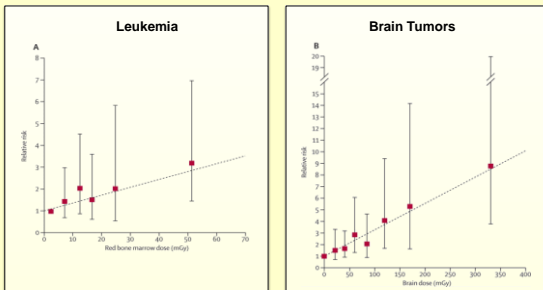 Leukemia
A
8
7
6
5
4
3
2
1
0
Relative risk
0 10 20 30 40 50 60 70
Red bone marrow dose (mGy)
Brain Tumors
B
20
19
15
14
13
12
11
10
9
8
7
6
5
4
3
2
1
0
Relative risk
0 50 100 150 200 250 300 350 400
Brain dose (mGy)